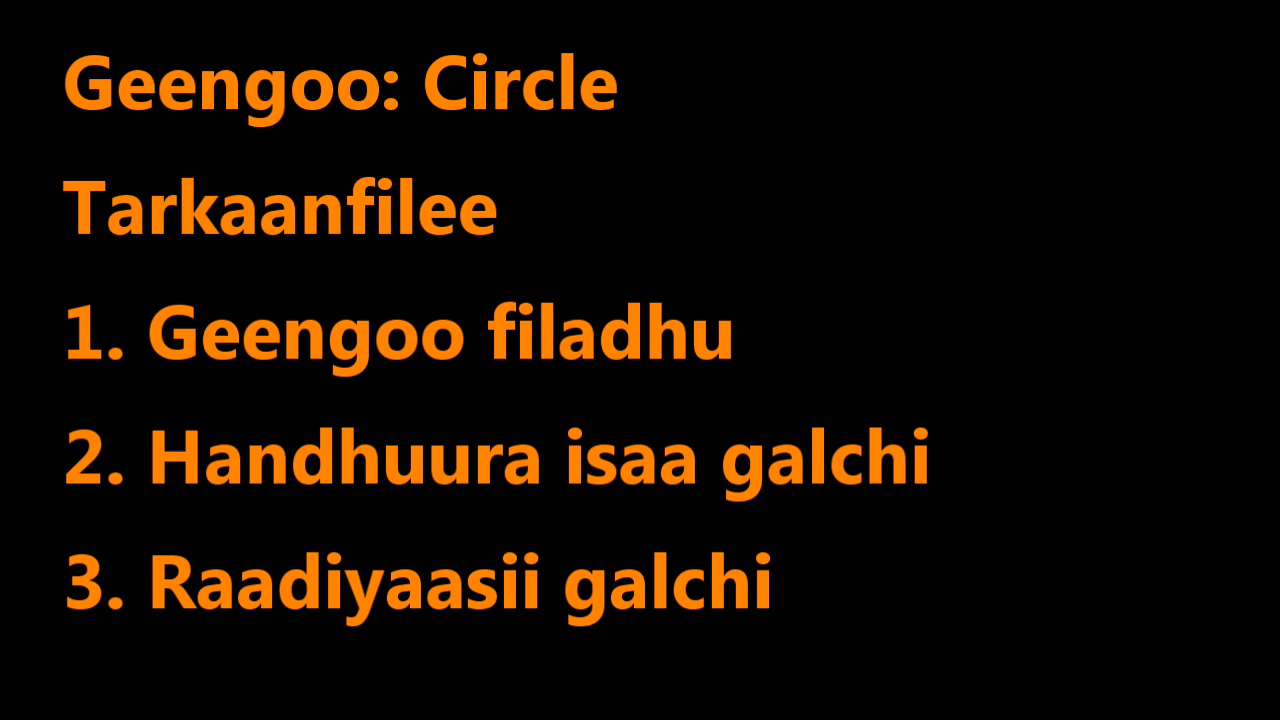 Geengoo: Circle
Tarkaanfilee
1. Geengoo filadhu
2. Handhuura isaa galchi
3. Raadiyaasii galchi